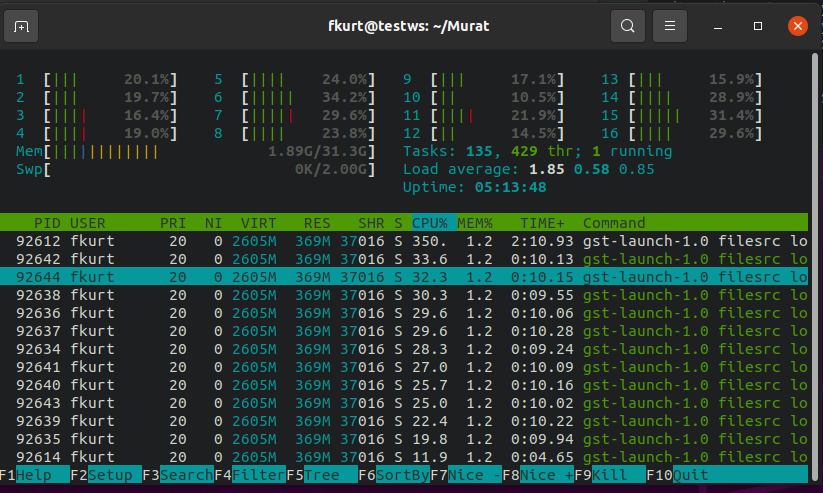 fkurt@testws: ~/Murat
1 [||| 20.1%] 5 [|||| 24.0%] 9 [||| 17.1%] 13 [||| 15.9%]
2 [||| 19.7%] 6 [||||| 34.2%] 10 [|| 10.5%] 14 [|||| 28.9%]
3 [|||| 16.4%] 7 [||||| 29.6%] 11 [|||| 21.9%] 15 [||||| 31.4%]
4 [|||| 19.0%] 8 [|||| 23.8%] 12 [|| 14.5%] 16 [|||| 29.6%]
Mem[|||||||||||| 1.89G/31.3G] Tasks: 135, 429 thr; 1 running
Swp[ 0K/2.00G] Load average: 1.85 0.58 0.85
Uptime: 05:13:48
PID USER PRI NI VIRT RES SHR S CPU% MEM% TIME+ Command
92612 fkurt 20 0 2605M 369M 37016 S 350. 1.2 2:10.93 gst-launch-1.0 filesrc lo
92642 fkurt 20 0 2605M 369M 37016 S 33.6 1.2 0:10.13 gst-launch-1.0 filesrc lo
92644 fkurt 20 0 2605M 369M 37016 S 32.3 1.2 0:10.15 gst-launch-1.0 filesrc lo
92638 fkurt 20 0 2605M 369M 37016 S 30.3 1.2 0:09.55 gst-launch-1.0 filesrc lo
92636 fkurt 20 0 2605M 369M 37016 S 29.6 1.2 0:10.06 gst-launch-1.0 filesrc lo
92637 fkurt 20 0 2605M 369M 37016 S 29.6 1.2 0:10.28 gst-launch-1.0 filesrc lo
92634 fkurt 20 0 2605M 369M 37016 S 28.3 1.2 0:09.24 gst-launch-1.0 filesrc lo
92641 fkurt 20 0 2605M 369M 37016 S 27.0 1.2 0:10.09 gst-launch-1.0 filesrc lo
92640 fkurt 20 0 2605M 369M 37016 S 25.7 1.2 0:10.16 gst-launch-1.0 filesrc lo
92643 fkurt 20 0 2605M 369M 37016 S 25.0 1.2 0:10.02 gst-launch-1.0 filesrc lo
92639 fkurt 20 0 2605M 369M 37016 S 22.4 1.2 0:10.22 gst-launch-1.0 filesrc lo
92635 fkurt 20 0 2605M 369M 37016 S 19.8 1.2 0:09.94 gst-launch-1.0 filesrc lo
92614 fkurt 20 0 2605M 369M 37016 S 11.9 1.2 0:04.65 gst-launch-1.0 filesrc lo
F1Help F2Setup F3SearchF4FilterF5Tree F6SortByF7Nice -F8Nice +F9Kill F10Quit